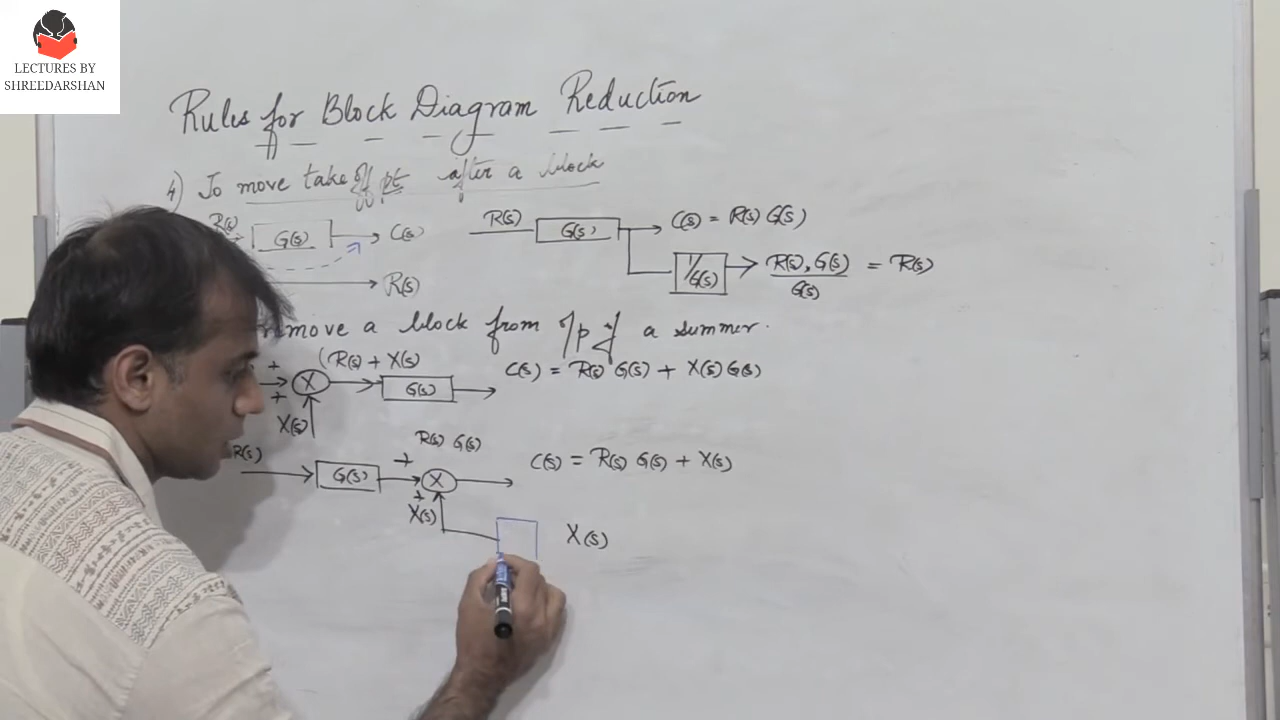 LECTURES BY
SHREEDARSHAN
Rules for Block Diagram Reduction
4) To move take off pt after a block
R(s) G(s) C(s)
R(s)
R(s) G(s) C(s) = R(s) G(s)
1/G(s) R(s). G(s) / G(s) = R(s)
move a block from o/p of a summer.
+ (R(s) + X(s)
X G(s) C(s) = R(s) G(s) + X(s) G(s)
+
X(s)
R(s) G(s)
R(s) G(s) + X C(s) = R(s) G(s) + X(s)
+
X(s)
X(s)